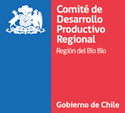 Comité de
Desarrollo
Productivo
Regional
Región del Bío Bío
Gobierno de Chile